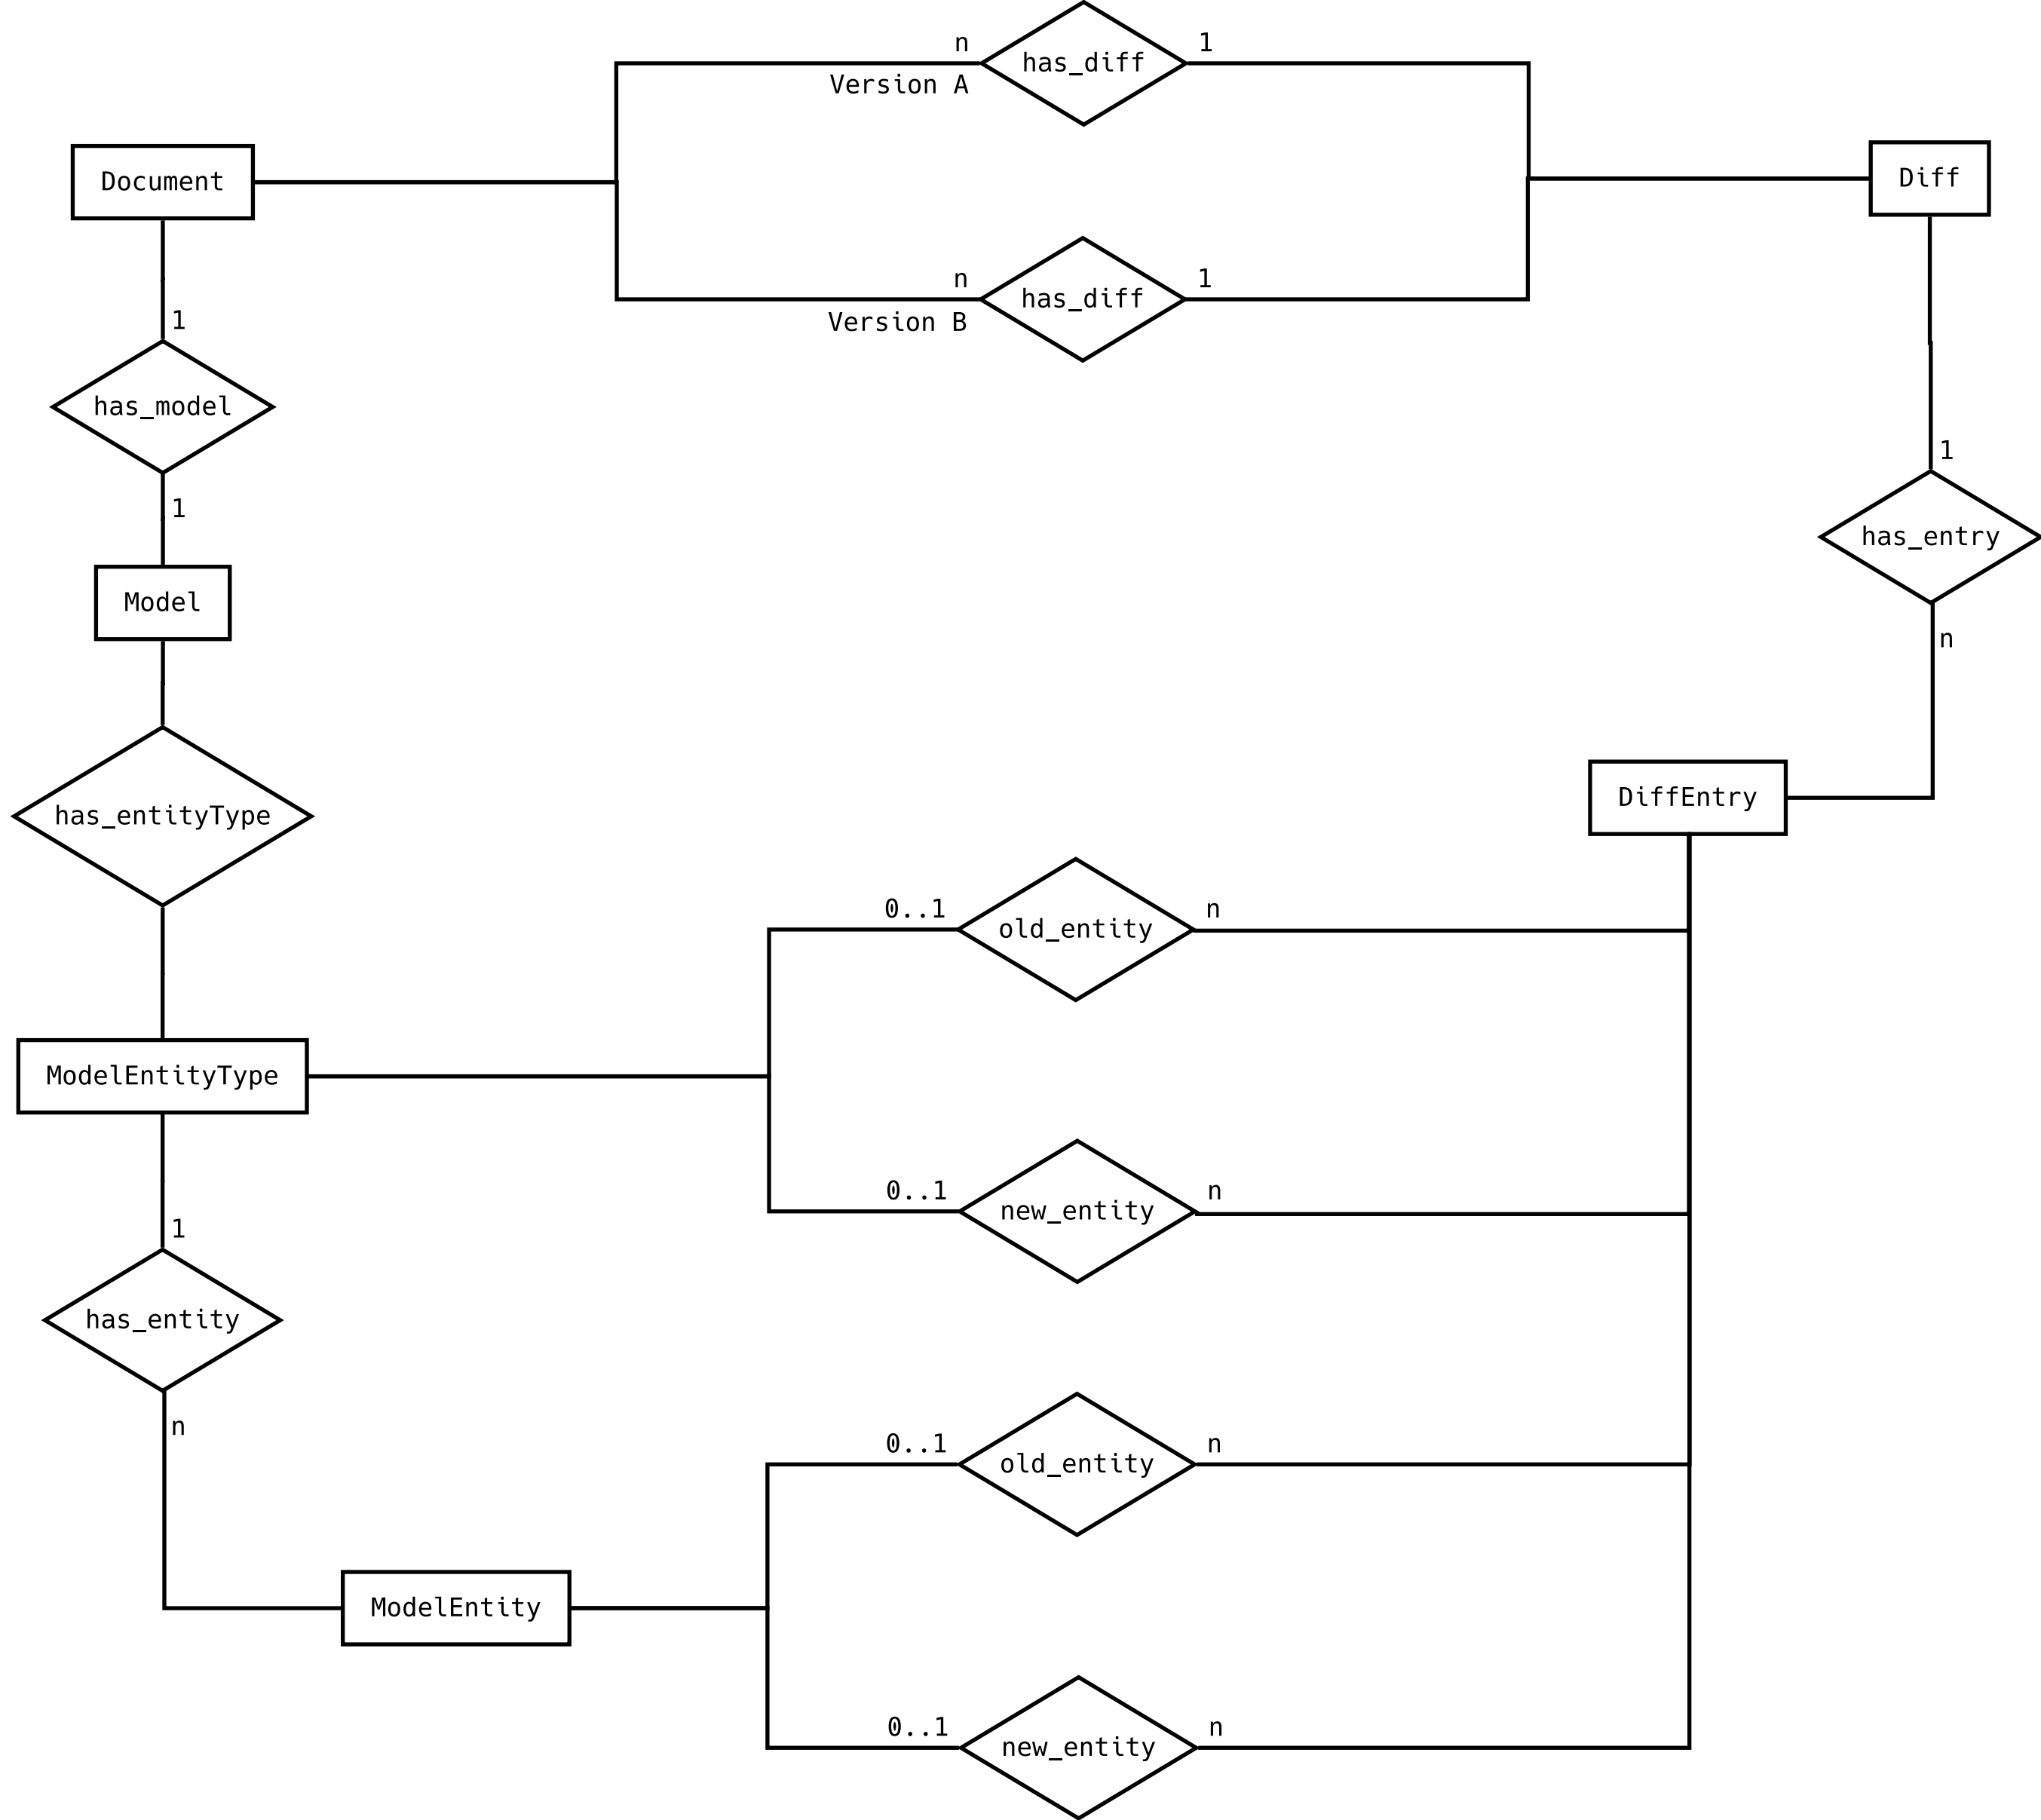 n
1
has_diff
Version A
Document
Diff
n
1
has_diff
Version B
1
has_model
1
1
has_entry
n
Model
DiffEntry
has_entityType
0..1
n
old_entity
ModelEntityType
0..1
n
new_entity
1
has_entity
n
0..1
n
old_entity
ModelEntity
0..1
n
new_entity